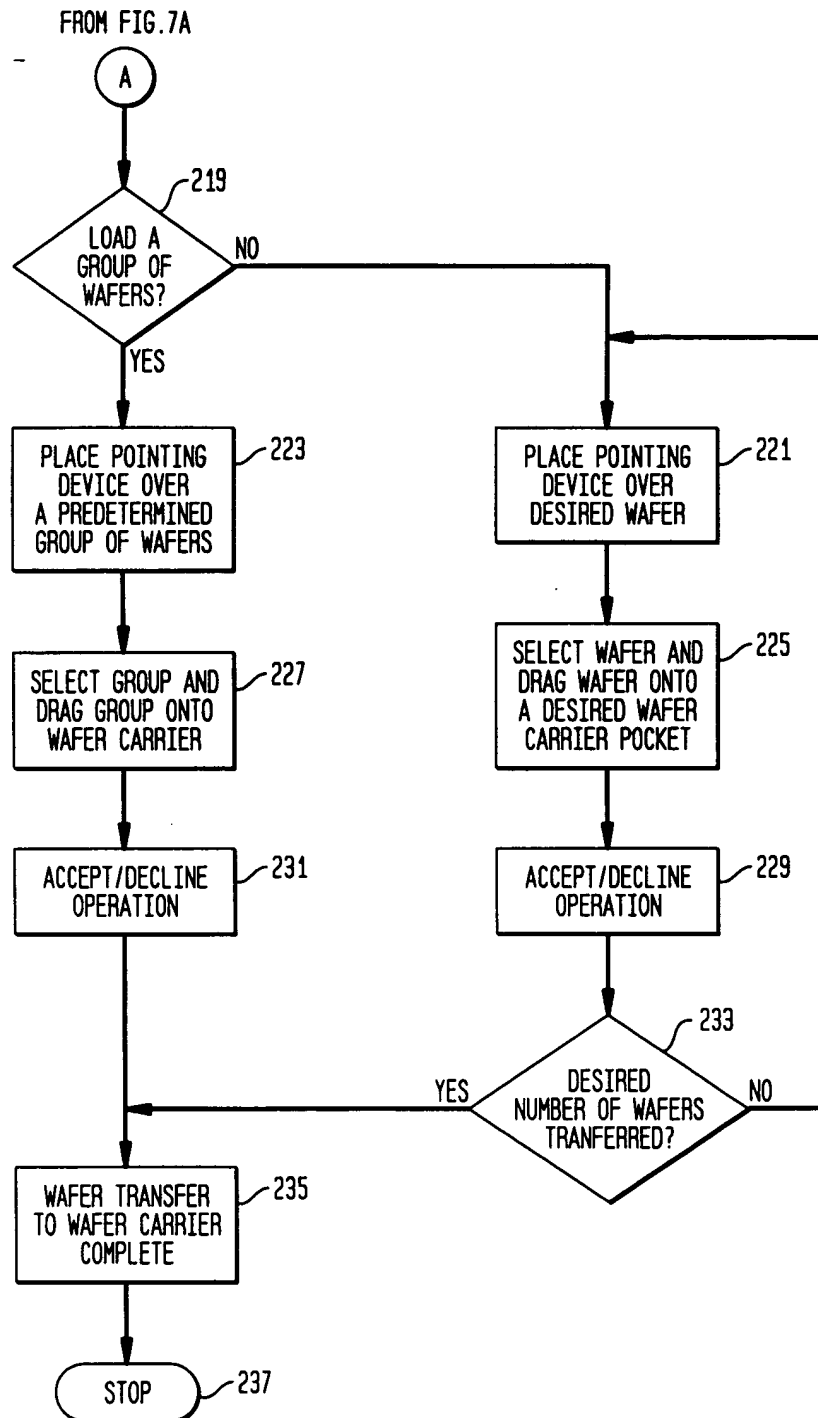 FROM FIG.7A
A
219
LOAD A
GROUP OF
WAFERS?
NO
YES
223
PLACE POINTING
DEVICE OVER
A PREDETERMINED
GROUP OF WAFERS
221
PLACE POINTING
DEVICE OVER
DESIRED WAFER
227
SELECT GROUP AND
DRAG GROUP ONTO
WAFER CARRIER
225
SELECT WAFER AND
DRAG WAFER ONTO
A DESIRED WAFER
CARRIER POCKET
231
ACCEPT/DECLINE
OPERATION
229
ACCEPT/DECLINE
OPERATION
233
YES
DESIRED
NUMBER OF WAFERS
TRANFERRED?
NO
235
WAFER TRANSFER
TO WAFER CARRIER
COMPLETE
STOP
237